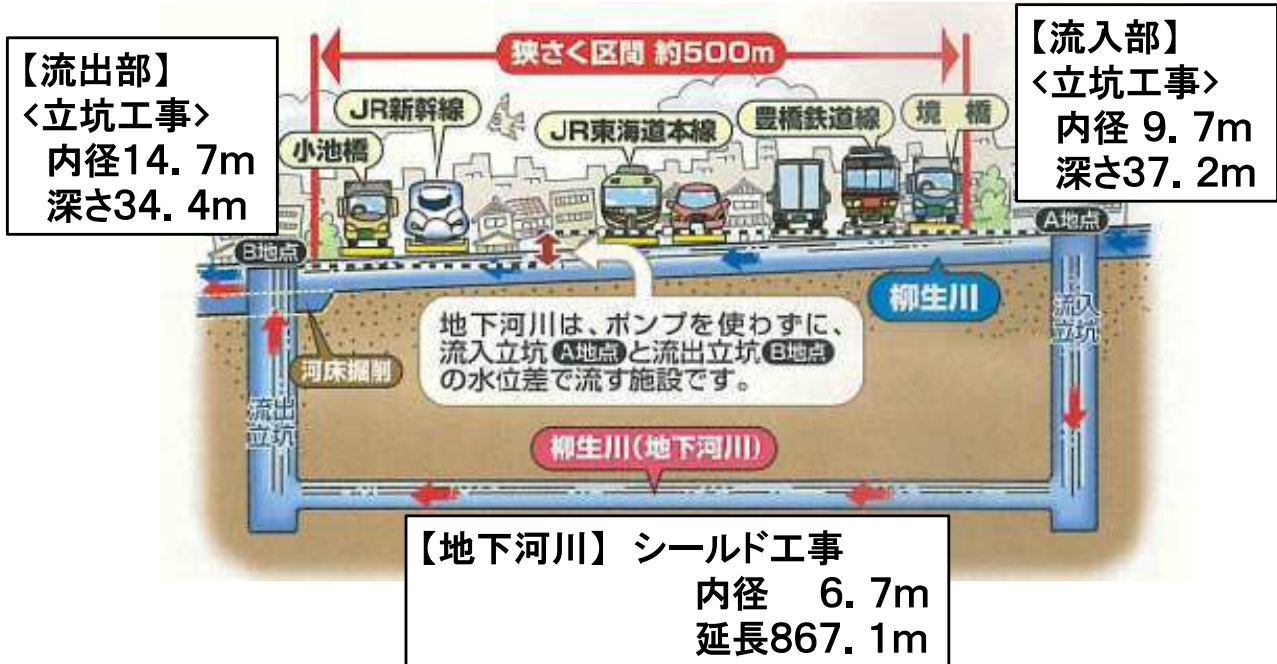 狭さく区間 約500m
【流出部】
<立坑工事>
内径14．7m
深さ34．4m
【流入部】
<立坑工事>
内径 9．7m
深さ37．2m
小池橋
JR新幹線
JR東海道本線
豊橋鉄道線
境 橋
B地点
A地点
柳生川
地下河川は、ポンプを使わずに、
流入立坑A地点と流出立坑B地点
の水位差で流す施設です。
河床掘削
流出
立坑
流入
立坑
柳生川(地下河川)
【地下河川】 シールド工事
内径 6．7m
延長867．1m